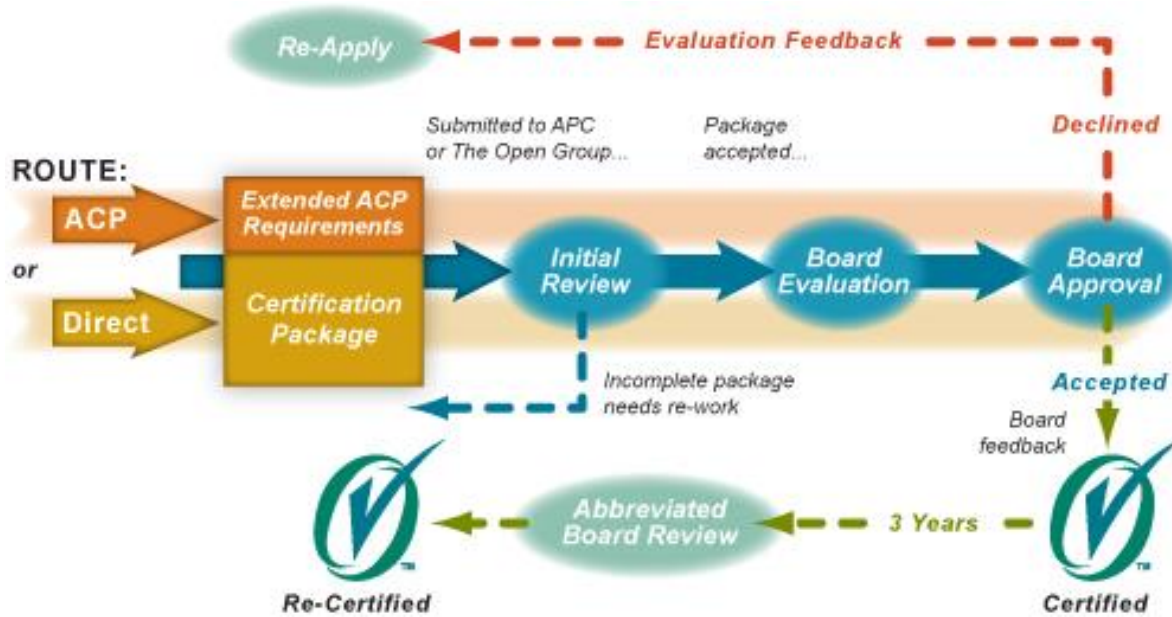 Re-Apply
Evaluation Feedback
Submitted to APC
or The Open Group...
Package
accepted...
Declined
ROUTE:
ACP
Extended ACP
Requirements
or
Initial
Review
Board
Evaluation
Board
Approval
Direct
Certification
Package
Incomplete package
needs re-work
Accepted
Board
feedback
Abbreviated
Board Review
3 Years
TM
TM
Re-Certified
Certified